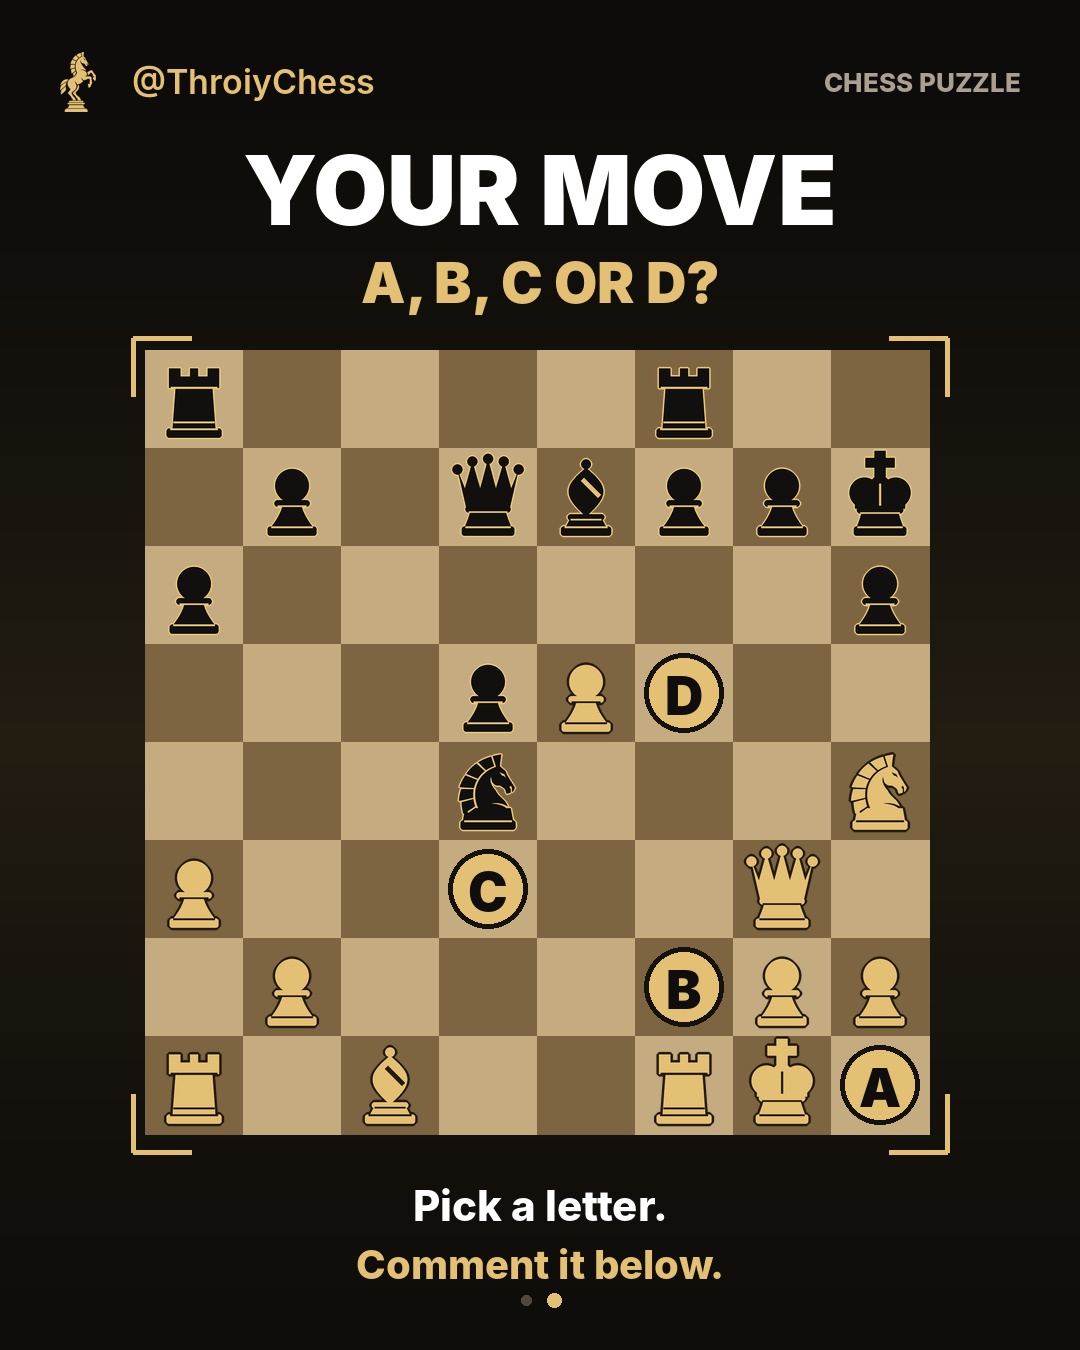 @ThroiyChess
CHESS PUZZLE
YOUR MOVE
A, B, C OR D?
D
C
B
A
Pick a letter.
Comment it below.